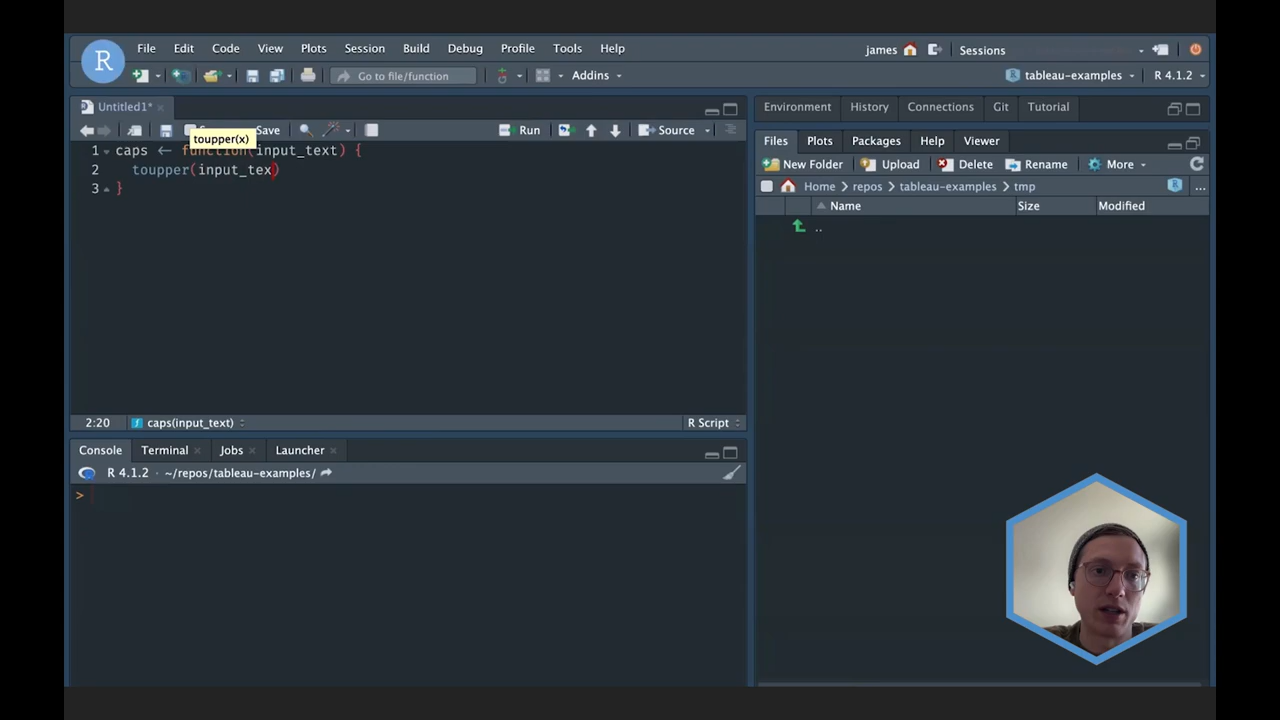 R File Edit Code View Plots Session Build Debug Profile Tools Help james Sessions
Go to file/function Addins tableau-examples R 4.1.2
Untitled1*
Save Run Source
toupper(x)
1 caps ← function(input_text) {
2 toupper(input_tex)
3 }
2:20 caps(input_text) R Script
Console Terminal Jobs Launcher
R 4.1.2 · ~/repos/tableau-examples/
>
Environment History Connections Git Tutorial
Files Plots Packages Help Viewer
New Folder Upload Delete Rename More
Home repos tableau-examples tmp ...
Name Size Modified
..